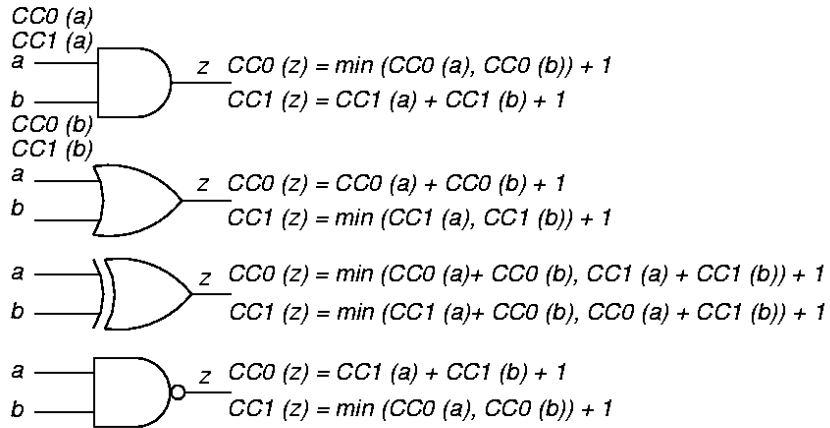 CC0 (a)
CC1 (a)
a
z CC0 (z) = min (CC0 (a), CC0 (b)) + 1
b
CC1 (z) = CC1 (a) + CC1 (b) + 1
CC0 (b)
CC1 (b)
a
z CC0 (z) = CC0 (a) + CC0 (b) + 1
b
CC1 (z) = min (CC1 (a), CC1 (b)) + 1
a
z CC0 (z) = min (CC0 (a)+ CC0 (b), CC1 (a) + CC1 (b)) + 1
b
CC1 (z) = min (CC1 (a)+ CC0 (b), CC0 (a) + CC1 (b)) + 1
a
z CC0 (z) = CC1 (a) + CC1 (b) + 1
b
CC1 (z) = min (CC0 (a), CC0 (b)) + 1